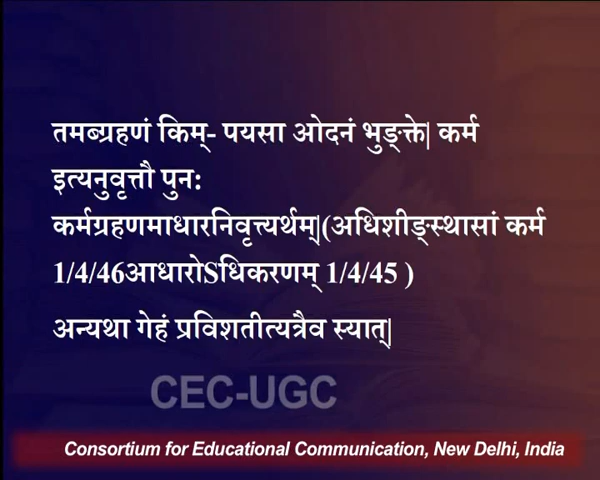 तमब्ग्रहणं किम्- पयसा ओदनं भुङ्क्ते| कर्म
इत्यनुवृत्तौ पुन:
कर्मग्रहणमाधारनिवृत्त्यर्थम्|(अधिशीङ्स्थासां कर्म
1/4/46आधारोSधिकरणम् 1/4/45 )
अन्यथा गेहं प्रविशतीत्यत्रैव स्यात्|
CEC-UGC
Consortium for Educational Communication, New Delhi, India